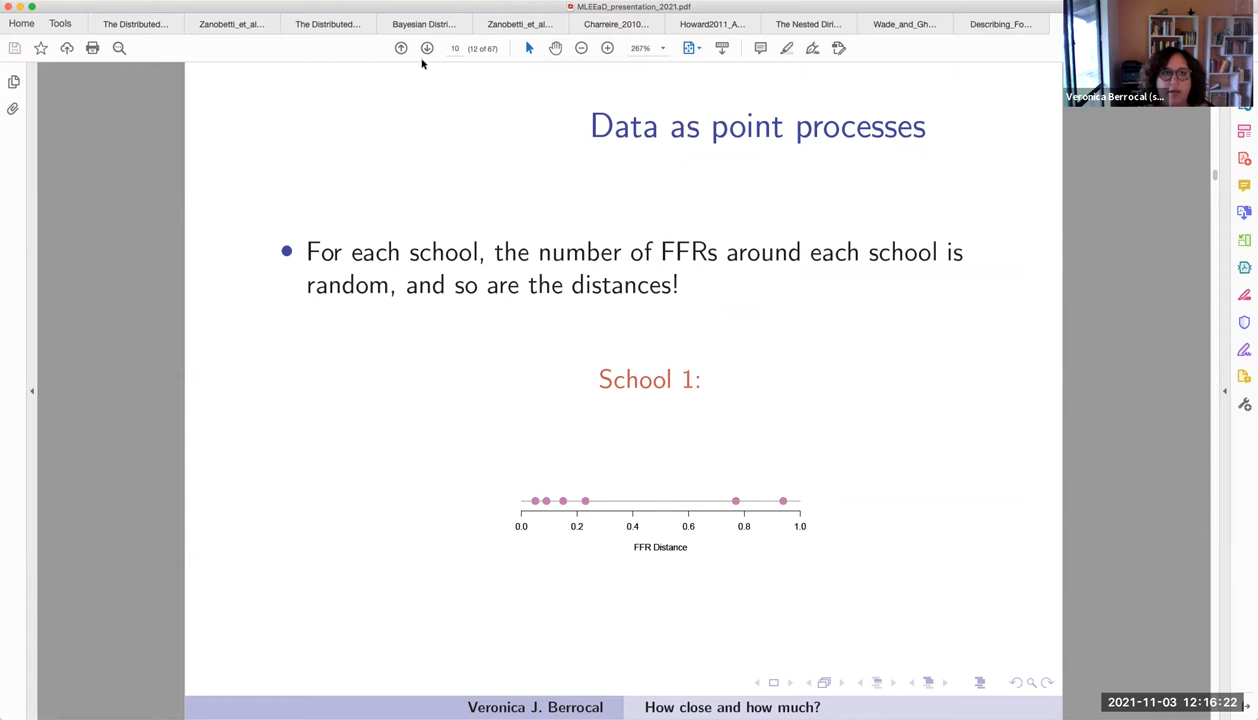 MLEEaD_presentation_2021.pdf
Home Tools The Distributed... Zanobetti_et_al... The Distributed... Bayesian Distri... Zanobetti_et_al... Charreire_2010... Howard2011_A... The Nested Diri... Wade_and_Gh... Describing_Fo...
10 (12 of 67) 267%
Veronica Berrocal (s...
Data as point processes
For each school, the number of FFRs around each school is
random, and so are the distances!
School 1:
0.0 0.2 0.4 0.6 0.8 1.0
FFR Distance
Veronica J. Berrocal How close and how much?
2021-11-03 12:16:22